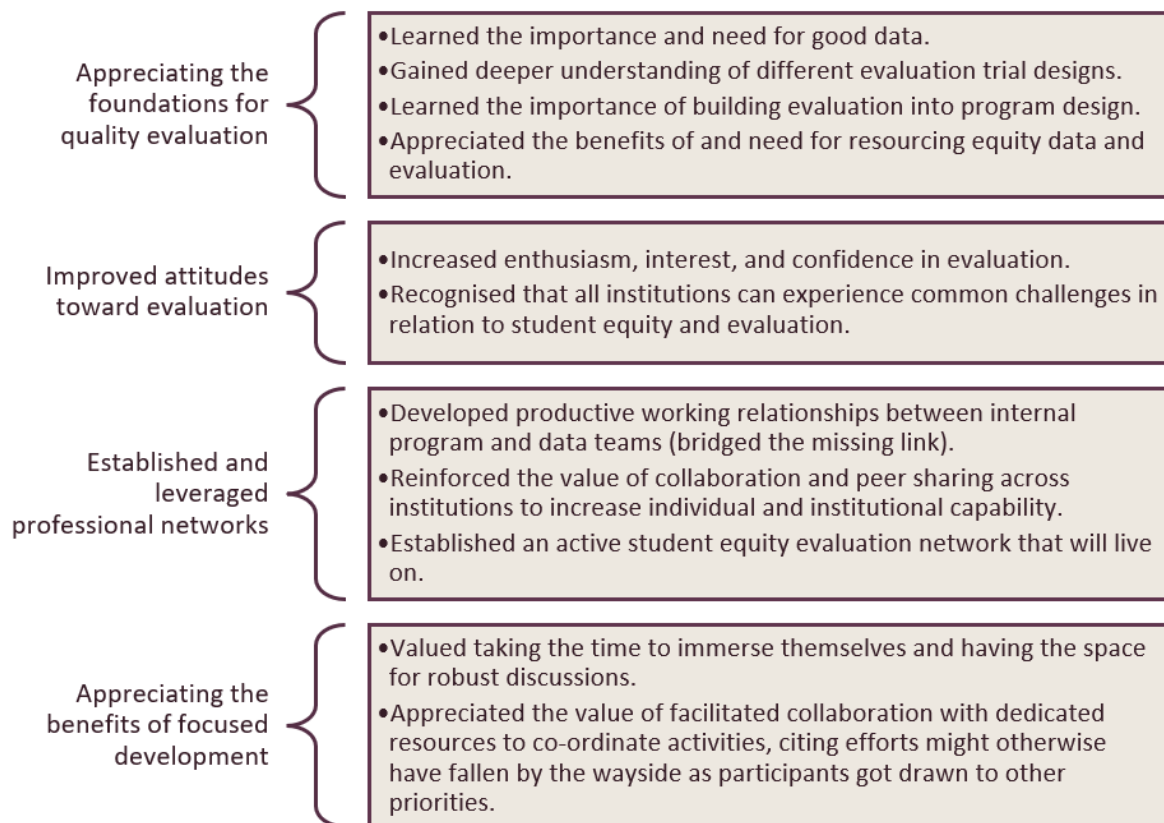 Appreciating the
foundations for
quality evaluation
•Learned the importance and need for good data.
•Gained deeper understanding of different evaluation trial designs.
•Learned the importance of building evaluation into program design.
•Appreciated the benefits of and need for resourcing equity data and
evaluation.
Improved attitudes
toward evaluation
•Increased enthusiasm, interest, and confidence in evaluation.
•Recognised that all institutions can experience common challenges in
relation to student equity and evaluation.
Established and
leveraged
professional networks
•Developed productive working relationships between internal
program and data teams (bridged the missing link).
•Reinforced the value of collaboration and peer sharing across
institutions to increase individual and institutional capability.
•Established an active student equity evaluation network that will live
on.
Appreciating the
benefits of focused
development
•Valued taking the time to immerse themselves and having the space
for robust discussions.
•Appreciated the value of facilitated collaboration with dedicated
resources to co-ordinate activities, citing efforts might otherwise
have fallen by the wayside as participants got drawn to other
priorities.